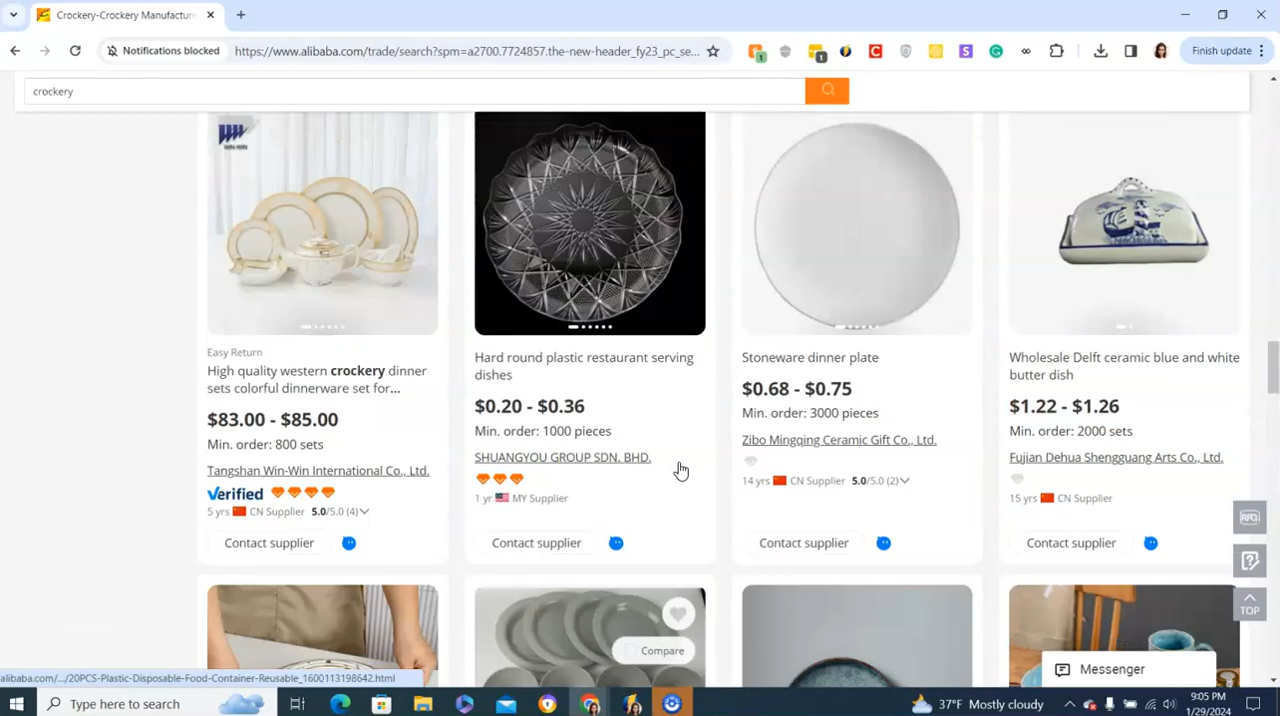 Crockery-Crockery Manufacture
Notifications blocked
https://www.alibaba.com/trade/search?spm=a2700.7724857.the-new-header_fy23_pc_se...
1
1
C
S
G
Finish update
crockery
WIN-WIN
Easy Return
High quality western crockery dinner
sets colorful dinnerware set for...
$83.00 - $85.00
Min. order: 800 sets
Tangshan Win-Win International Co., Ltd.
Verified
5 yrs CN Supplier 5.0/5.0 (4)
Contact supplier
Hard round plastic restaurant serving
dishes
$0.20 - $0.36
Min. order: 1000 pieces
SHUANGYOU GROUP SDN. BHD.
1 yr MY Supplier
Contact supplier
Stoneware dinner plate
$0.68 - $0.75
Min. order: 3000 pieces
Zibo Mingqing Ceramic Gift Co., Ltd.
14 yrs CN Supplier 5.0/5.0 (2)
Contact supplier
Wholesale Delft ceramic blue and white
butter dish
$1.22 - $1.26
Min. order: 2000 sets
Fujian Dehua Shengguang Arts Co., Ltd.
15 yrs CN Supplier
Contact supplier
RFQ
TOP
Compare
Messenger
alibaba.com/.../20PCS-Plastic-Disposable-Food-Container-Reusable_1600113198642.html
Type here to search
37°F Mostly cloudy
9:05 PM
1/29/2024